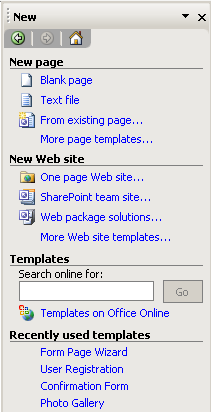 New
New page
Blank page
Text file
From existing page...
More page templates...
New Web site
One page Web site...
SharePoint team site...
Web package solutions...
More Web site templates...
Templates
Search online for:
Go
Templates on Office Online
Recently used templates
Form Page Wizard
User Registration
Confirmation Form
Photo Gallery